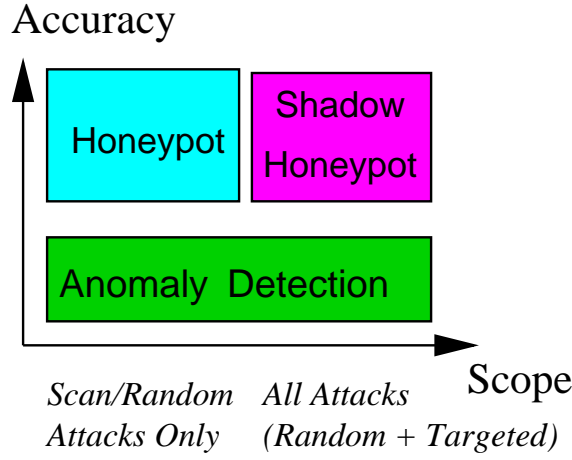 Accuracy
Honeypot
Shadow
Honeypot
Anomaly Detection
Scope
Scan/Random
Attacks Only
All Attacks
(Random + Targeted)